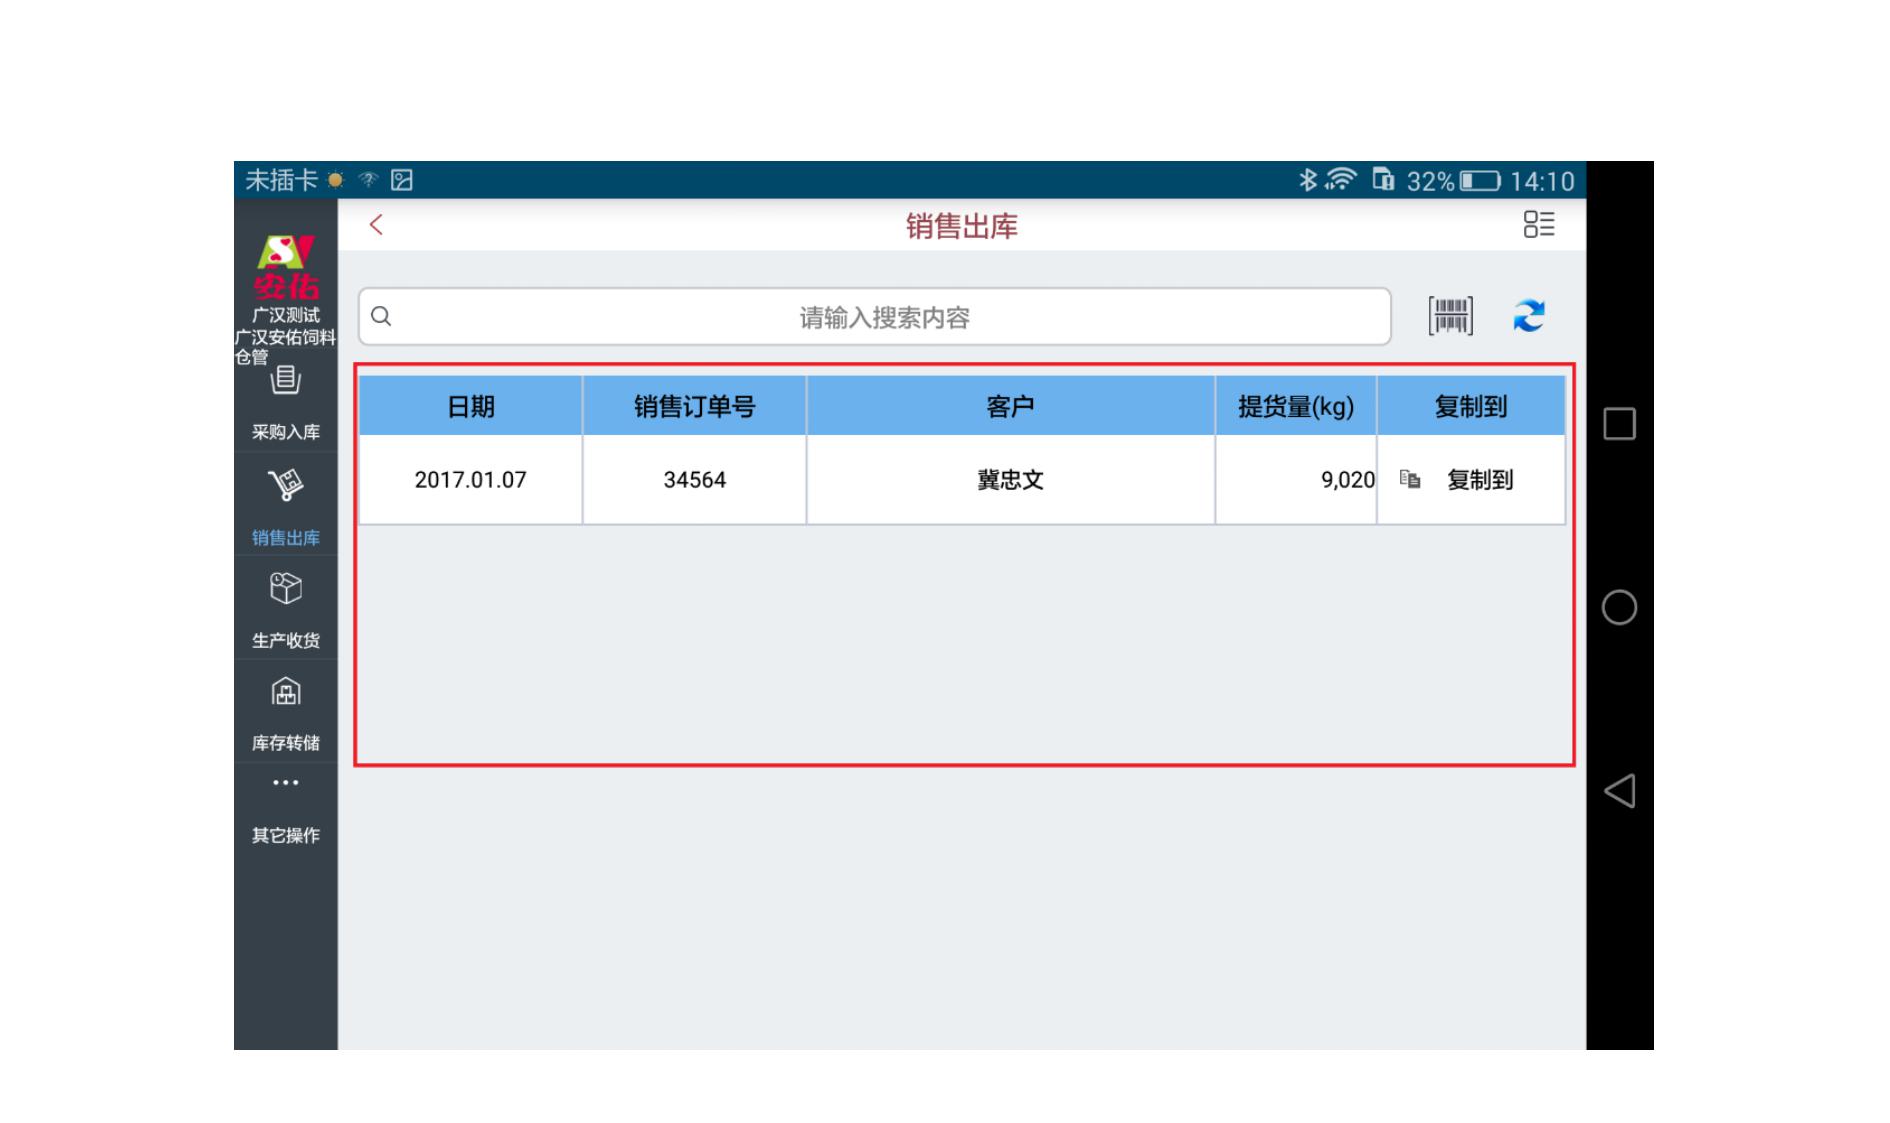 未插卡
32% 14:10
安佑
广汉测试
广汉安佑饲料
仓管
采购入库
销售出库
生产收货
库存转储
其它操作
销售出库
请输入搜索内容
日期 销售订单号 客户 提货量(kg) 复制到
2017.01.07 34564 冀忠文 9,020 复制到